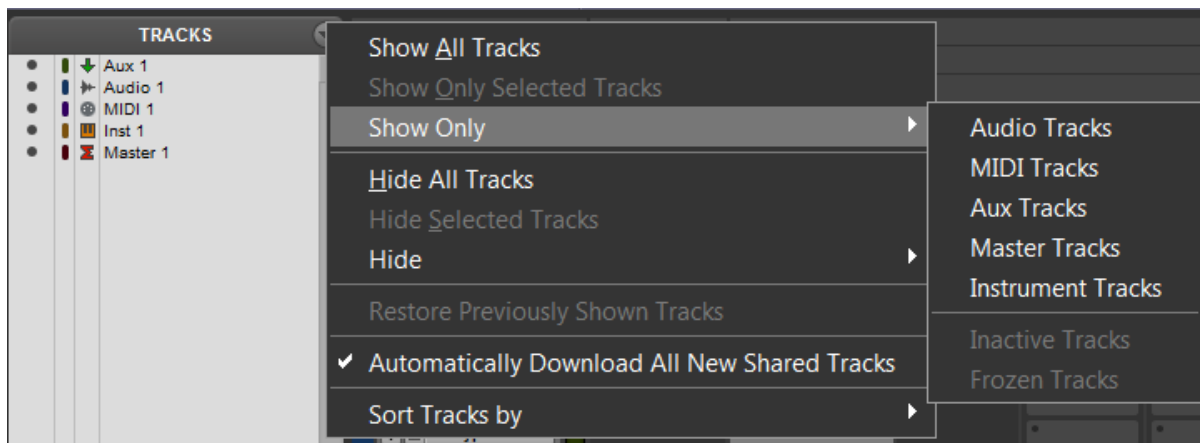 TRACKS
Aux 1
Audio 1
MIDI 1
Inst 1
Master 1
Show All Tracks
Show Only Selected Tracks
Show Only
Hide All Tracks
Hide Selected Tracks
Hide
Restore Previously Shown Tracks
Automatically Download All New Shared Tracks
Sort Tracks by
Audio Tracks
MIDI Tracks
Aux Tracks
Master Tracks
Instrument Tracks
Inactive Tracks
Frozen Tracks